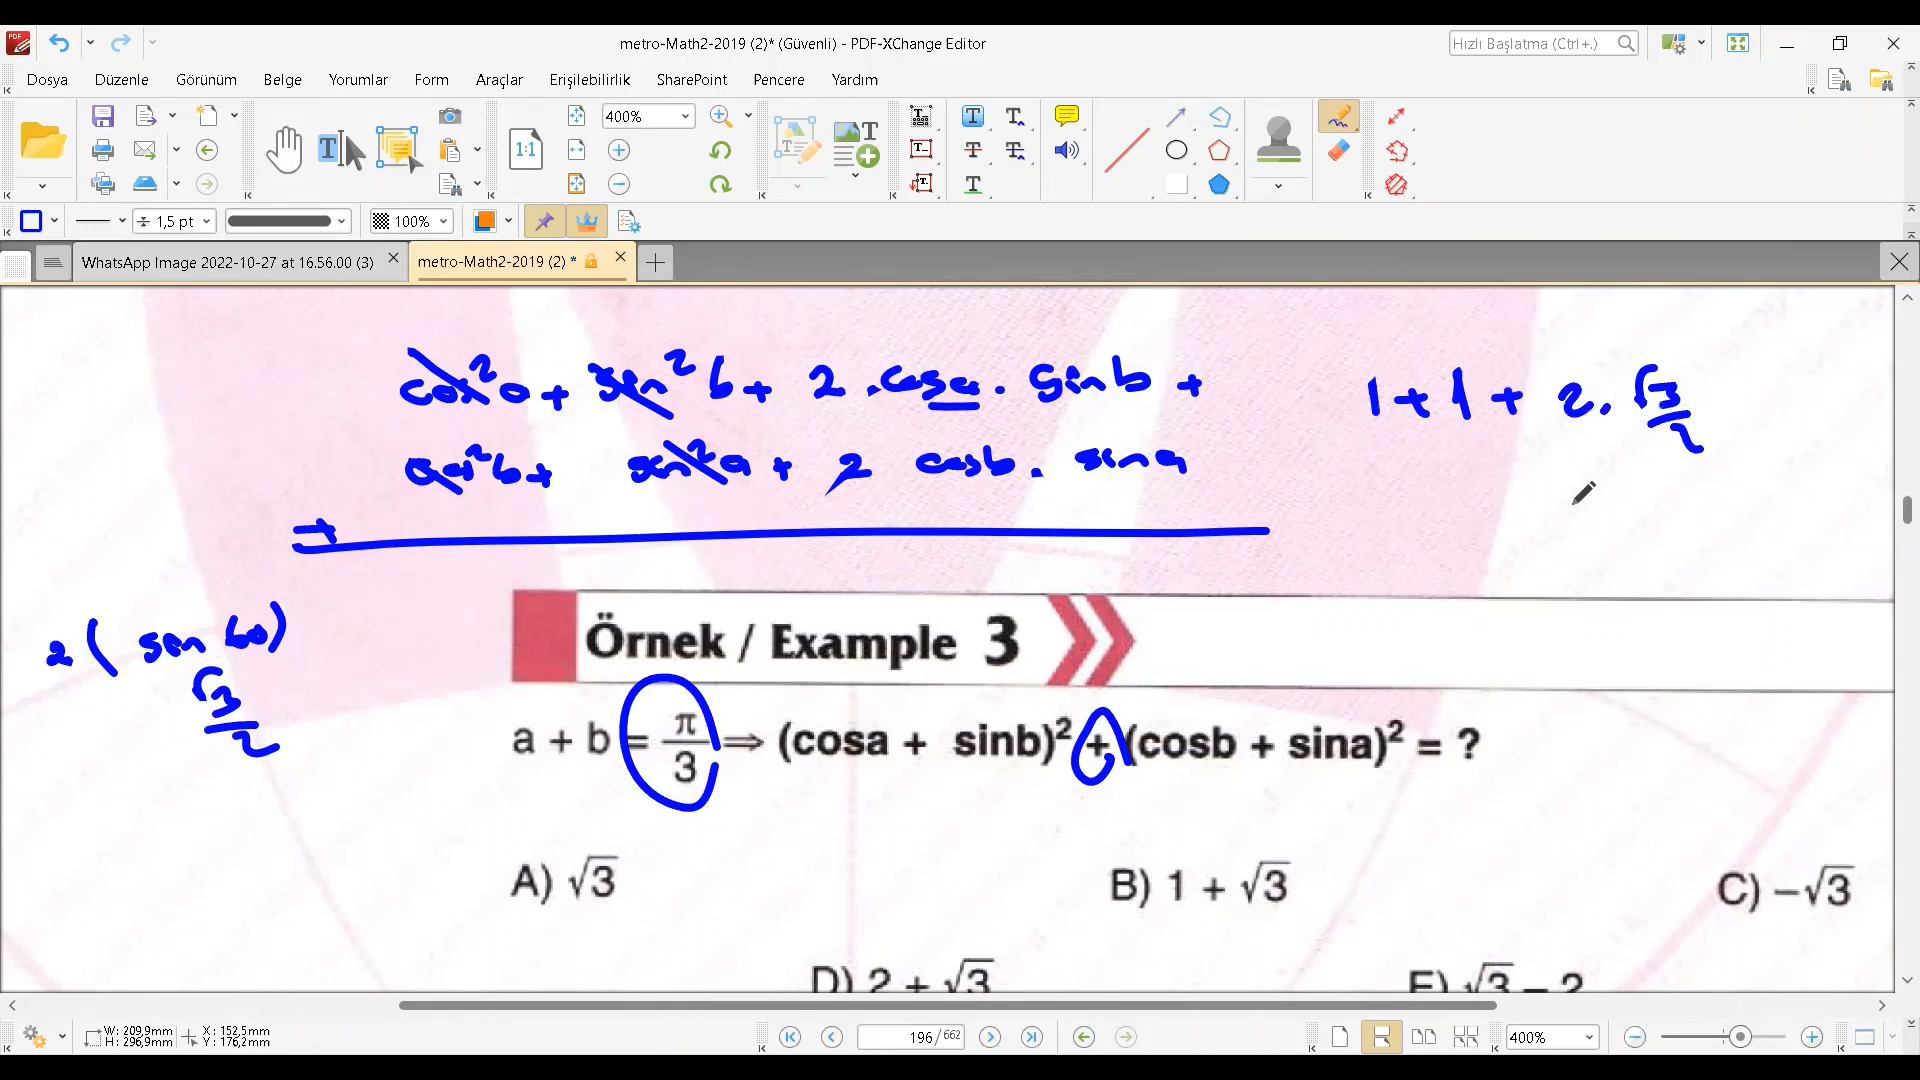 metro-Math2-2019 (2)* (Güvenli) - PDF-XChange Editor
Hızlı Başlatma (Ctrl+.)
Dosya Düzenle Görünüm Belge Yorumlar Form Araçlar Erişilebilirlik SharePoint Pencere Yardım
400%
1:1
1,5 pt
100%
WhatsApp Image 2022-10-27 at 16.56.00 (3)
metro-Math2-2019 (2) *
cos²a + sin²b + 2 . cosa . sinb +
1 + 1 + 2 . √3/2
cos²b + sin²a + 2 cosb . sina
+
Örnek / Example 3
2 ( sin 60)
√3/2
a + b = π/3 ⇒ (cosa + sinb)² + (cosb + sina)² = ?
A) √3
B) 1 + √3
C) –√3
D) 2 + √3
E) √3 – 2
W: 209,9mm
H: 296,9mm
X: 152,5mm
Y: 176,2mm
196 / 662
400%